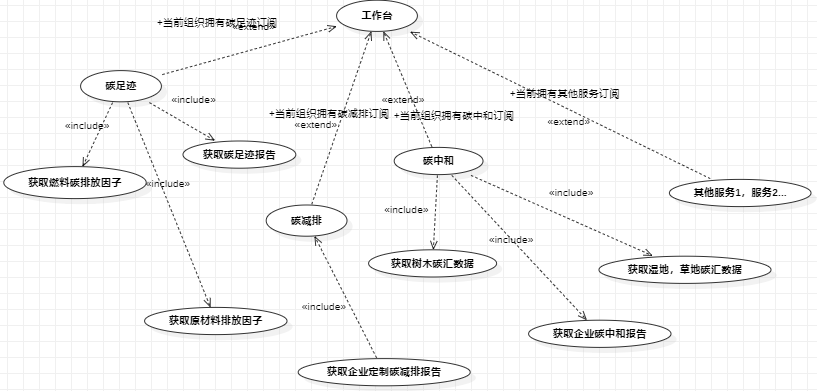 工作台
+当前组织拥有碳足迹订阅
«extend»
碳足迹
+当前拥有其他服务订阅
«include»
«extend»
+当前组织拥有碳减排订阅
+当前组织拥有碳中和订阅
«extend»
«extend»
«include»
获取碳足迹报告
碳中和
获取燃料碳排放因子
«include»
«include»
其他服务1，服务2...
«include»
碳减排
«include»
获取树木碳汇数据
获取湿地，草地碳汇数据
«include»
获取原材料排放因子
获取企业碳中和报告
获取企业定制碳减排报告